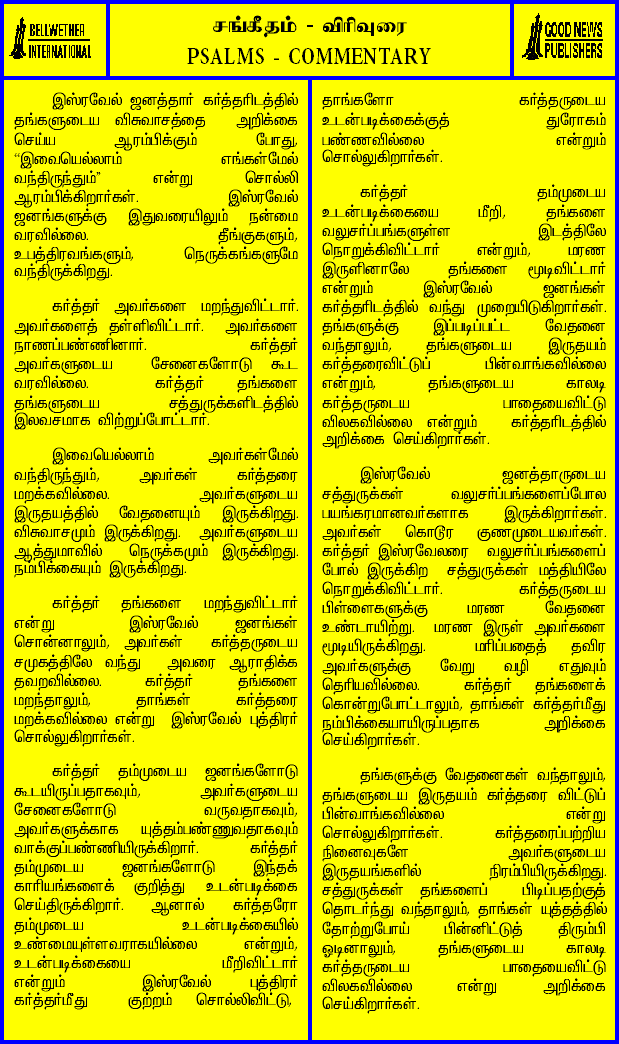 BELLWETHER
INTERNATIONAL
சங்கீதம் - விரிவுரை
PSALMS - COMMENTARY
GOOD NEWS
PUBLISHERS
இஸ்ரவேல் ஜனத்தார் கர்த்தரிடத்தில்
தங்களுடைய விசுவாசத்தை அறிக்கை
செய்ய ஆரம்பிக்கும் போது,
“இவையெல்லாம் எங்கள்மேல்
வந்திருந்தும்” என்று சொல்லி
ஆரம்பிக்கிறார்கள். இஸ்ரவேல்
ஜனங்களுக்கு இதுவரையிலும் நன்மை
வரவில்லை. தீங்குகளும்,
உபத்திரவங்களும், நெருக்கங்களுமே
வந்திருக்கிறது.
கர்த்தர் அவர்களை மறந்துவிட்டார்.
அவர்களைத் தள்ளிவிட்டார். அவர்களை
நாணப்பண்ணினார். கர்த்தர்
அவர்களுடைய சேனைகளோடு கூட
வரவில்லை. கர்த்தர் தங்களை
தங்களுடைய சத்துருக்களிடத்தில்
இலவசமாக விற்றுப்போட்டார்.
இவையெல்லாம் அவர்கள்மேல்
வந்திருந்தும், அவர்கள் கர்த்தரை
மறக்கவில்லை. அவர்களுடைய
இருதயத்தில் வேதனையும் இருக்கிறது.
விசுவாசமும் இருக்கிறது. அவர்களுடைய
ஆத்துமாவில் நெருக்கமும் இருக்கிறது.
நம்பிக்கையும் இருக்கிறது.
கர்த்தர் தங்களை மறந்துவிட்டார்
என்று இஸ்ரவேல் ஜனங்கள்
சொன்னாலும், அவர்கள் கர்த்தருடைய
சமுகத்திலே வந்து அவரை ஆராதிக்க
தவறவில்லை. கர்த்தர் தங்களை
மறந்தாலும், தாங்கள் கர்த்தரை
மறக்கவில்லை என்று இஸ்ரவேல் புத்திரர்
சொல்லுகிறார்கள்.
கர்த்தர் தம்முடைய ஜனங்களோடு
கூடயிருப்பதாகவும், அவர்களுடைய
சேனைகளோடு வருவதாகவும்,
அவர்களுக்காக யுத்தம்பண்ணுவதாகவும்
வாக்குப்பண்ணியிருக்கிறார். கர்த்தர்
தம்முடைய ஜனங்களோடு இந்தக்
காரியங்களைக் குறித்து உடன்படிக்கை
செய்திருக்கிறார். ஆனால் கர்த்தரோ
தம்முடைய உடன்படிக்கையில்
உண்மையுள்ளவராகயில்லை என்றும்,
உடன்படிக்கையை மீறிவிட்டார்
என்றும் இஸ்ரவேல் புத்திரர்
கர்த்தர்மீது குற்றம் சொல்லிவிட்டு,
தாங்களோ கர்த்தருடைய
உடன்படிக்கைக்குத் துரோகம்
பண்ணவில்லை என்றும்
சொல்லுகிறார்கள்.
கர்த்தர் தம்முடைய
உடன்படிக்கையை மீறி, தங்களை
வலுசர்ப்பங்களுள்ள இடத்திலே
நொறுக்கிவிட்டார் என்றும், மரண
இருளினாலே தங்களை மூடிவிட்டார்
என்றும் இஸ்ரவேல் ஜனங்கள்
கர்த்தரிடத்தில் வந்து முறையிடுகிறார்கள்.
தங்களுக்கு இப்படிப்பட்ட வேதனை
வந்தாலும், தங்களுடைய இருதயம்
கர்த்தரைவிட்டுப் பின்வாங்கவில்லை
என்றும், தங்களுடைய காலடி
கர்த்தருடைய பாதையைவிட்டு
விலகவில்லை என்றும் கர்த்தரிடத்தில்
அறிக்கை செய்கிறார்கள்.
இஸ்ரவேல் ஜனத்தாருடைய
சத்துருக்கள் வலுசர்ப்பங்களைப்போல
பயங்கரமானவர்களாக இருக்கிறார்கள்.
அவர்கள் கொடூர குணமுடையவர்கள்.
கர்த்தர் இஸ்ரவேலரை வலுசர்ப்பங்களைப்
போல் இருக்கிற சத்துருக்கள் மத்தியிலே
நொறுக்கிவிட்டார். கர்த்தருடைய
பிள்ளைகளுக்கு மரண வேதனை
உண்டாயிற்று. மரண இருள் அவர்களை
மூடியிருக்கிறது. மரிப்பதைத் தவிர
அவர்களுக்கு வேறு வழி எதுவும்
தெரியவில்லை. கர்த்தர் தங்களைக்
கொன்றுபோட்டாலும், தாங்கள் கர்த்தர்மீது
நம்பிக்கையாயிருப்பதாக அறிக்கை
செய்கிறார்கள்.
தங்களுக்கு வேதனைகள் வந்தாலும்,
தங்களுடைய இருதயம் கர்த்தரை விட்டுப்
பின்வாங்கவில்லை என்று
சொல்லுகிறார்கள். கர்த்தரைப்பற்றிய
நினைவுகளே அவர்களுடைய
இருதயங்களில் நிரம்பியிருக்கிறது.
சத்துருக்கள் தங்களைப் பிடிப்பதற்குத்
தொடர்ந்து வந்தாலும், தாங்கள் யுத்தத்தில்
தோற்றுபோய் பின்னிட்டுத் திரும்பி
ஓடினாலும், தங்களுடைய காலடி
கர்த்தருடைய பாதையைவிட்டு
விலகவில்லை என்று அறிக்கை
செய்கிறார்கள்.